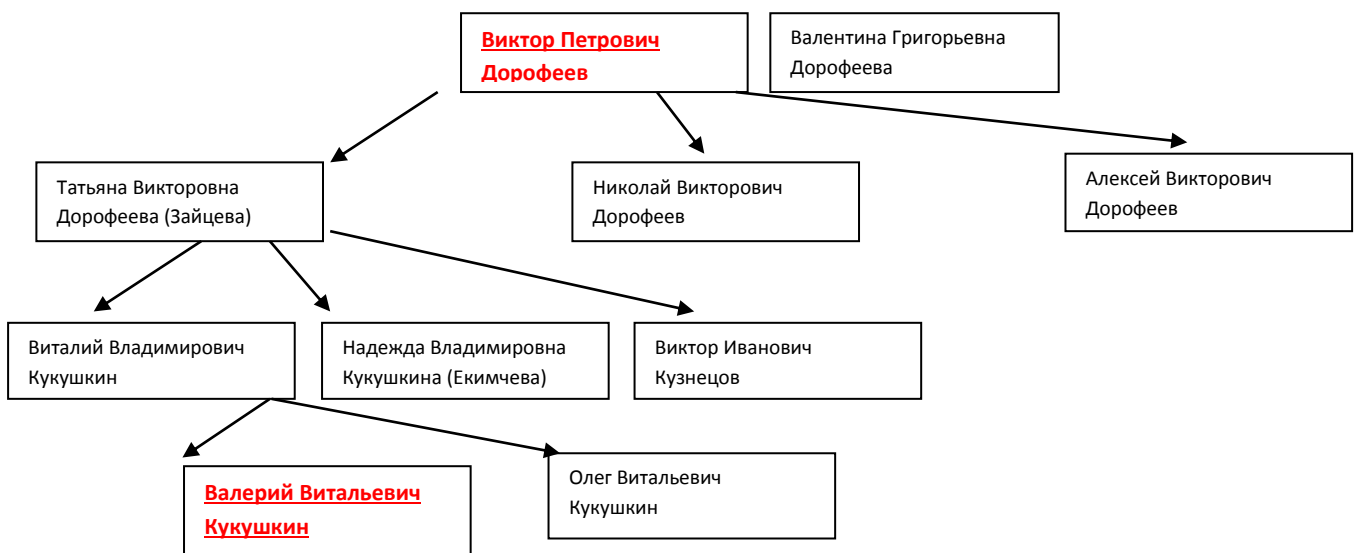 Виктор Петрович
Дорофеев
Валентина Григорьевна
Дорофеева
Татьяна Викторовна
Дорофеева (Зайцева)
Николай Викторович
Дорофеев
Алексей Викторович
Дорофеев
Виталий Владимирович
Кукушкин
Надежда Владимировна
Кукушкина (Екимчева)
Виктор Иванович
Кузнецов
Валерий Витальевич
Кукушкин
Олег Витальевич
Кукушкин